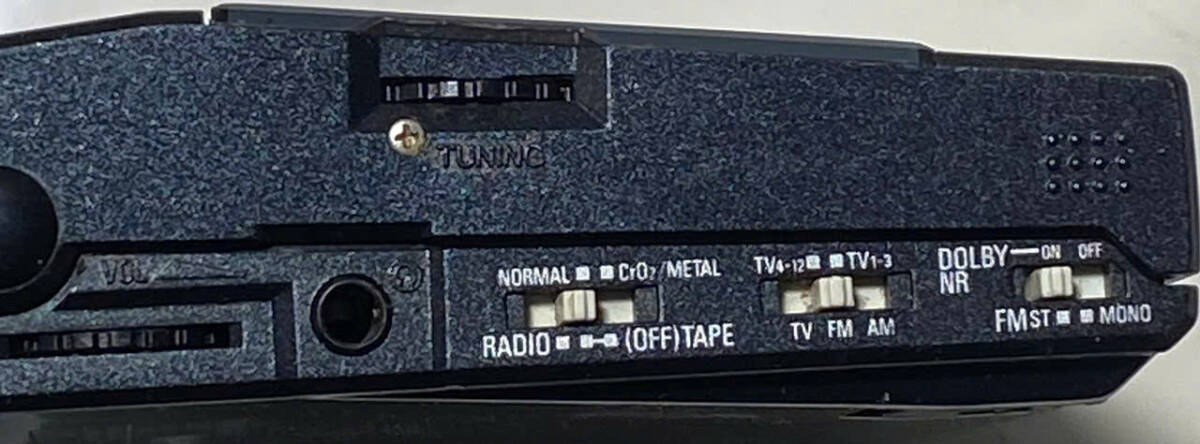 TUNING
VOL
NORMAL CrO2/METAL
RADIO (OFF) TAPE
TV4-12 TV1-3
TV FM AM
DOLBY NR ON OFF
FM ST MONO